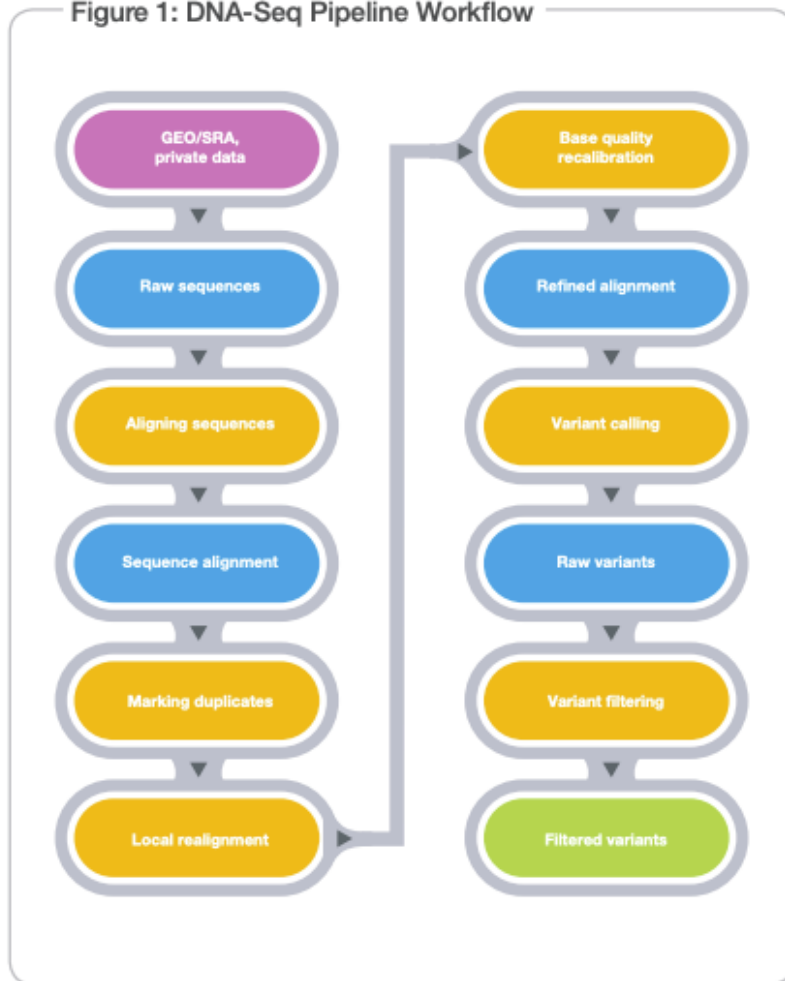 Figure 1: DNA-Seq Pipeline Workflow
GEO/SRA,
private data
Raw sequences
Aligning sequences
Sequence alignment
Marking duplicates
Local realignment
Base quality
recalibration
Refined alignment
Variant calling
Raw variants
Variant filtering
Filtered variants